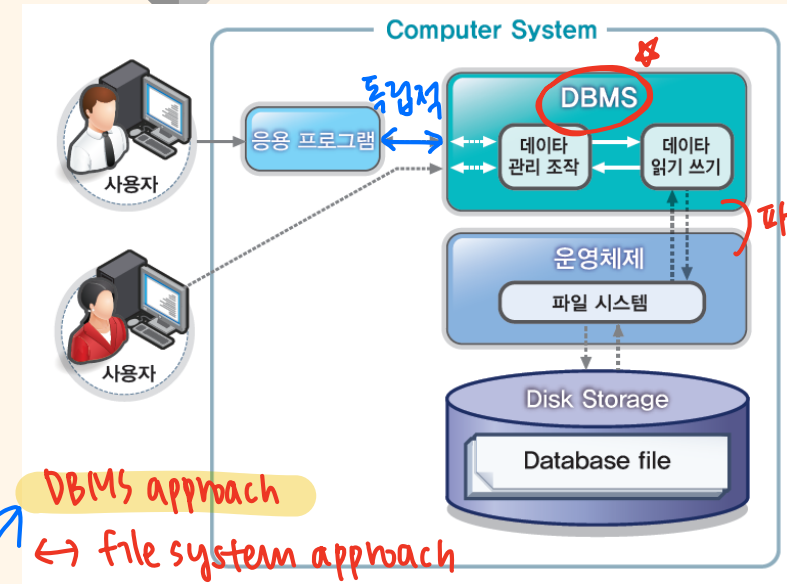 Computer System
독립적
DBMS
응용 프로그램
데이타
관리 조작
데이타
읽기 쓰기
사용자
운영체제
파일 시스템
사용자
Disk Storage
Database file
DBMS approach
↔ file system approach